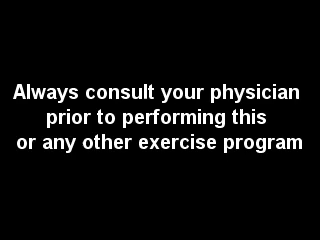 Always consult your physician
prior to performing this
or any other exercise program